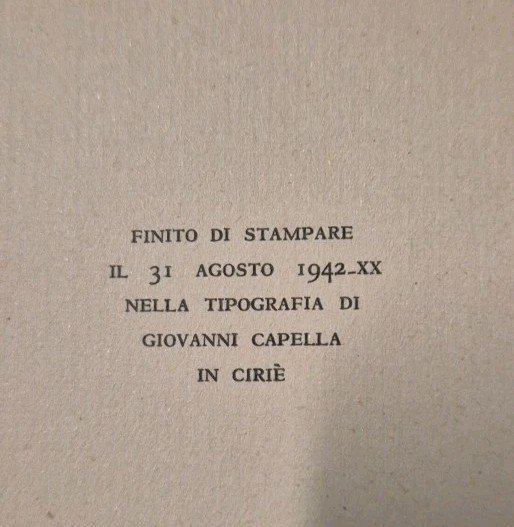 FINITO DI STAMPARE
IL 31 AGOSTO 1942-XX
NELLA TIPOGRAFIA DI
GIOVANNI CAPELLA
IN CIRIÈ